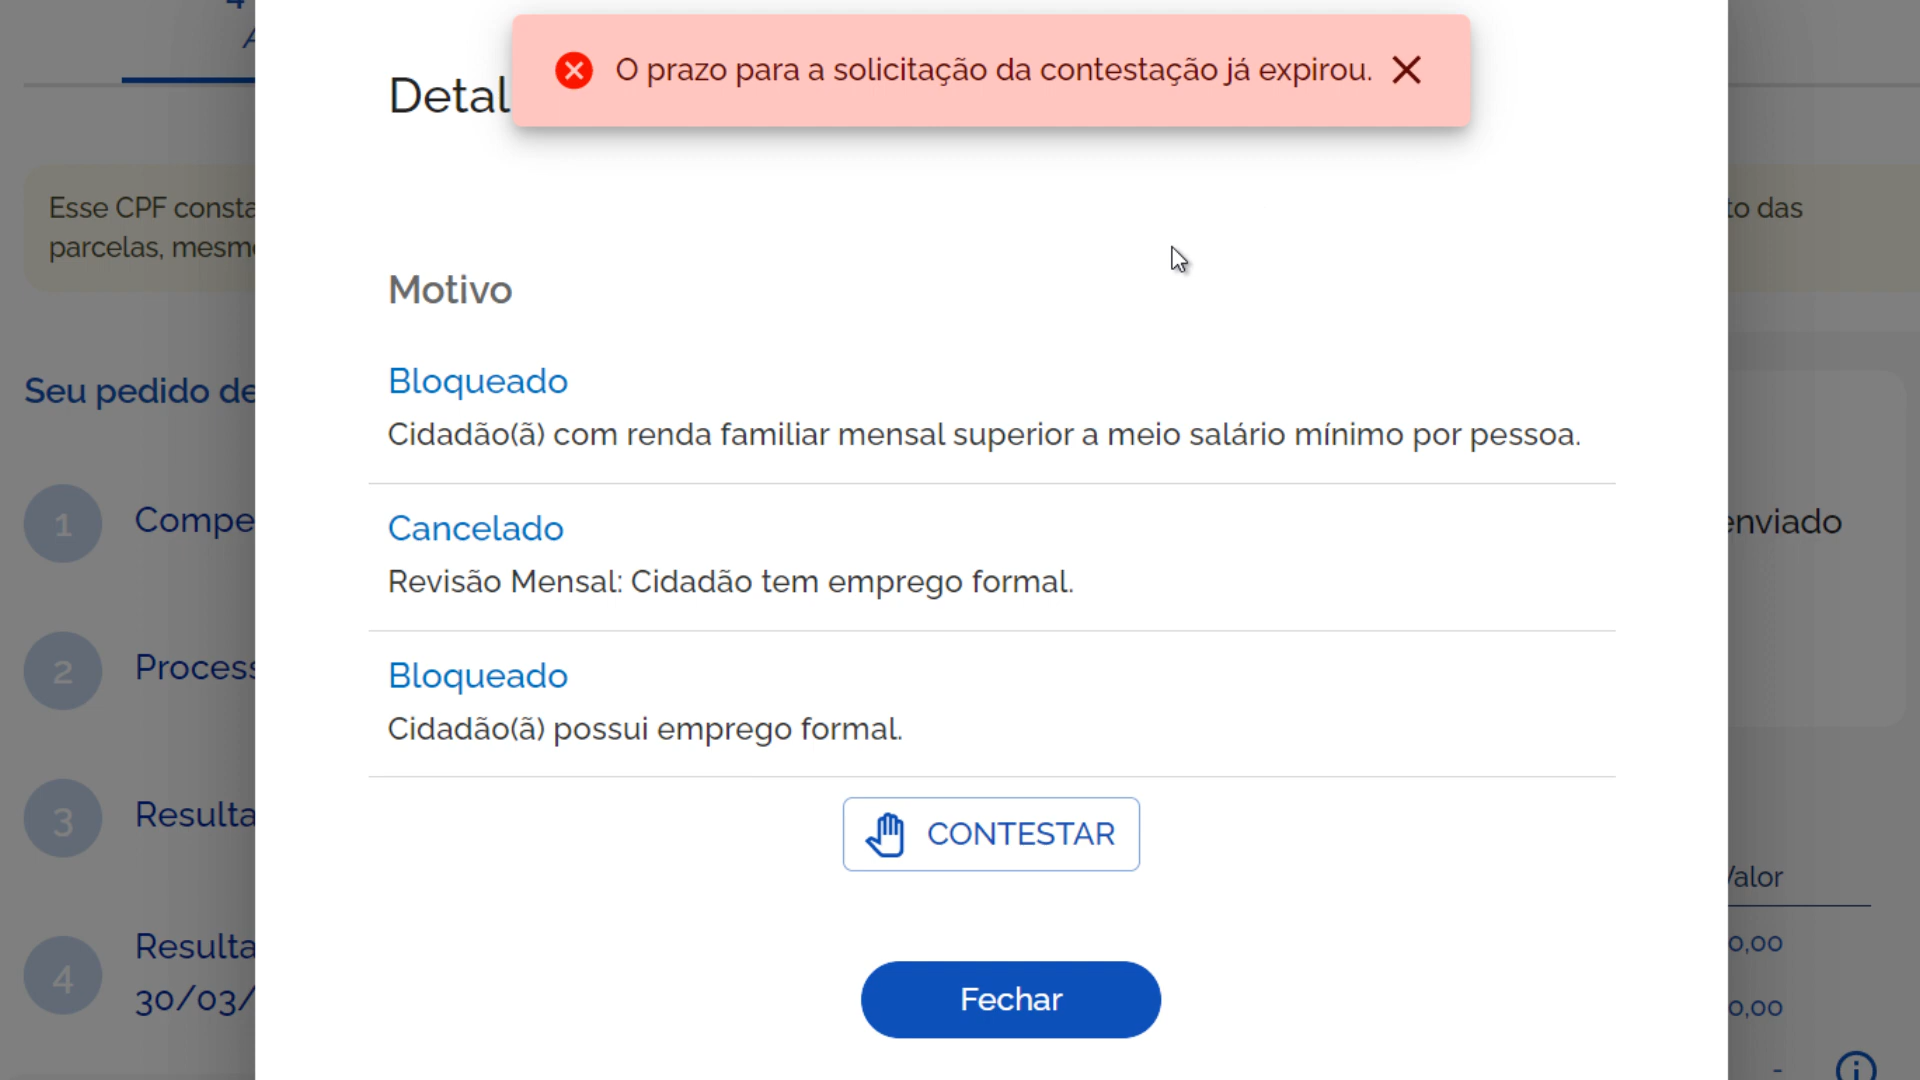 O prazo para a solicitação da contestação já expirou.
Detal
Esse CPF consta
to das
parcelas, mesmo
Motivo
Bloqueado
Cidadão(ã) com renda familiar mensal superior a meio salário mínimo por pessoa.
Seu pedido de
Cancelado
Revisão Mensal: Cidadão tem emprego formal.
1
Compe
enviado
Bloqueado
Cidadão(ã) possui emprego formal.
2
Process
CONTESTAR
3
Resulta
Valor
Fechar
4
Resulta
30/03/
0,00
0,00
-